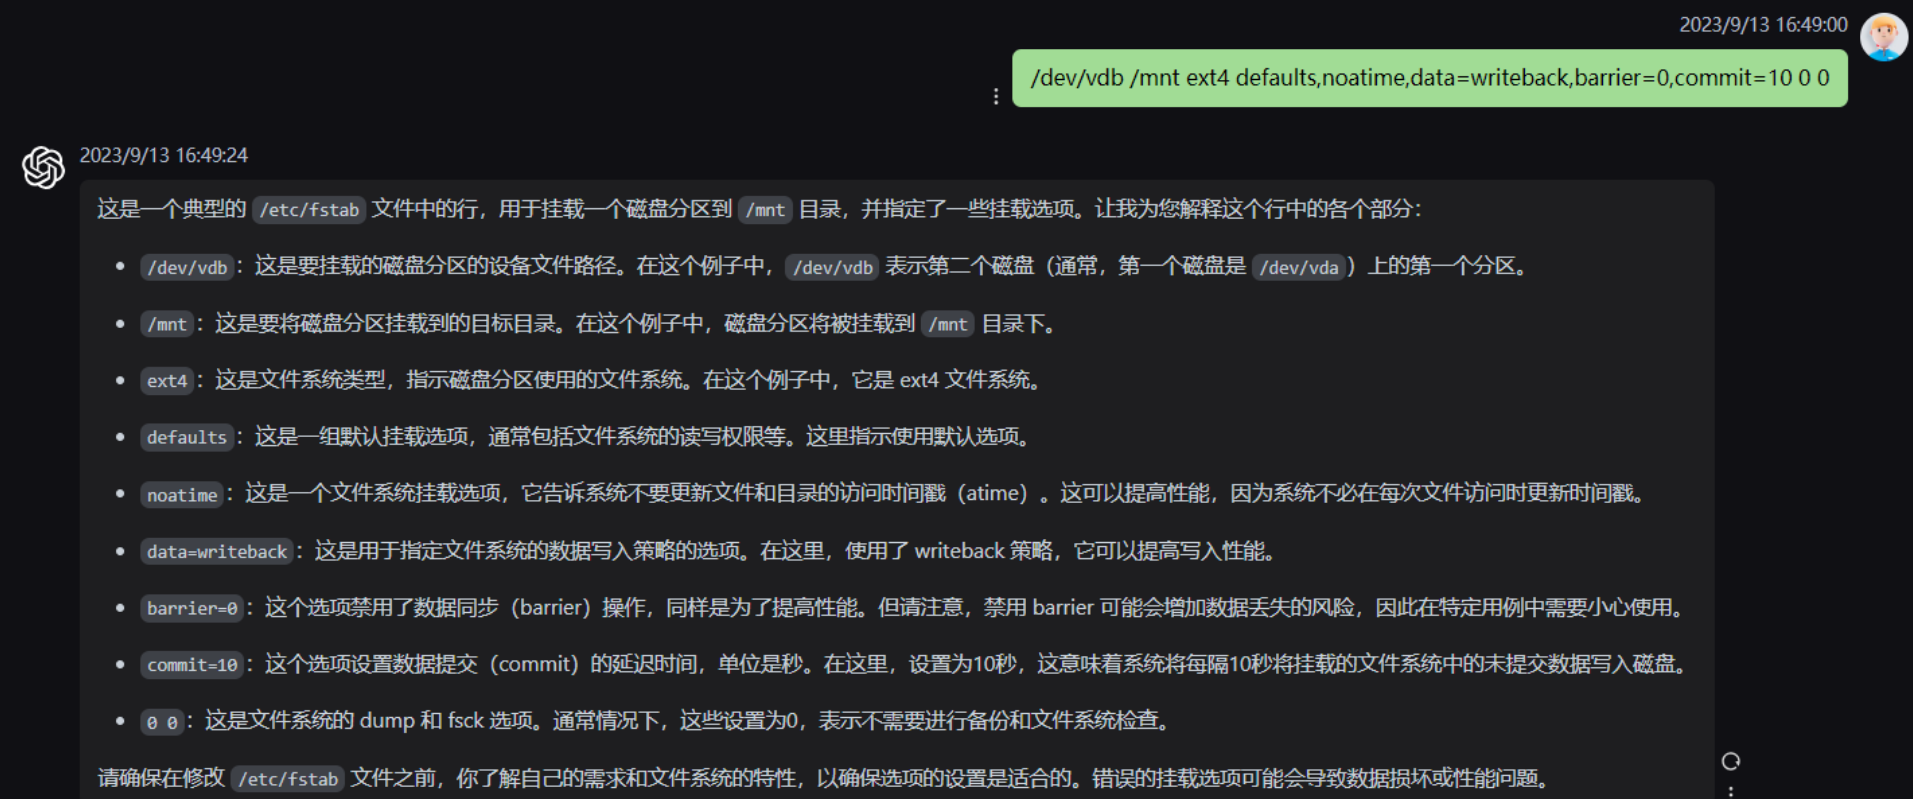 2023/9/13 16:49:00
/dev/vdb /mnt ext4 defaults,noatime,data=writeback,barrier=0,commit=10 0 0
2023/9/13 16:49:24
这是一个典型的 /etc/fstab 文件中的行，用于挂载一个磁盘分区到 /mnt 目录，并指定了一些挂载选项。让我为您解释这个行中的各个部分：
• /dev/vdb：这是要挂载的磁盘分区的设备文件路径。在这个例子中，/dev/vdb 表示第二个磁盘（通常，第一个磁盘是 /dev/vda）上的第一个分区。
• /mnt：这是要将磁盘分区挂载到的目标目录。在这个例子中，磁盘分区将被挂载到 /mnt 目录下。
• ext4：这是文件系统类型，指示磁盘分区使用的文件系统。在这个例子中，它是 ext4 文件系统。
• defaults：这是一组默认挂载选项，通常包括文件系统的读写权限等。这里指示使用默认选项。
• noatime：这是一个文件系统挂载选项，它告诉系统不要更新文件和目录的访问时间戳（atime）。这可以提高性能，因为系统不必在每次文件访问时更新时间戳。
• data=writeback：这是用于指定文件系统的数据写入策略的选项。在这里，使用了 writeback 策略，它可以提高写入性能。
• barrier=0：这个选项禁用了数据同步（barrier）操作，同样是为了提高性能。但请注意，禁用 barrier 可能会增加数据丢失的风险，因此在特定用例中需要小心使用。
• commit=10：这个选项设置数据提交（commit）的延迟时间，单位是秒。在这里，设置为10秒，这意味着系统将每隔10秒将挂载的文件系统中的未提交数据写入磁盘。
• 0 0：这是文件系统的 dump 和 fsck 选项。通常情况下，这些设置为0，表示不需要进行备份和文件系统检查。
请确保在修改 /etc/fstab 文件之前，你了解自己的需求和文件系统的特性，以确保选项的设置是适合的。错误的挂载选项可能会导致数据损坏或性能问题。